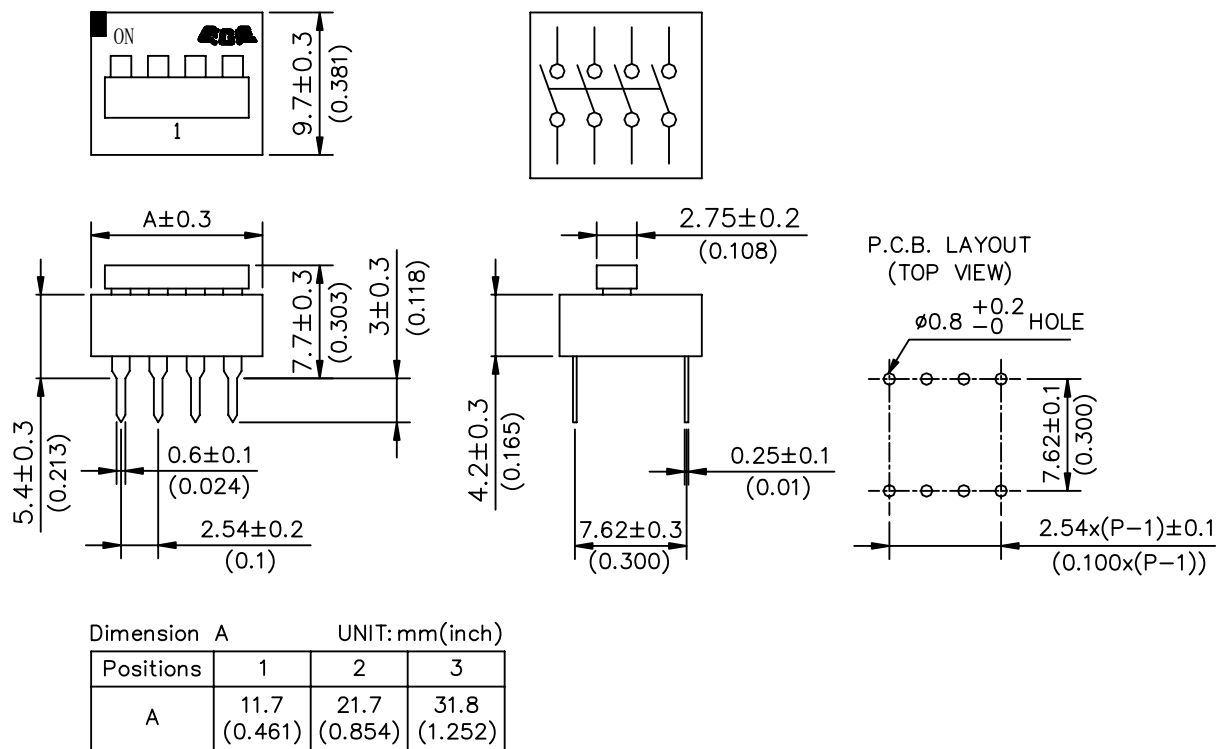 ON
1
9.7±0.3
(0.381)
A±0.3
7.7±0.3
(0.303)
3±0.3
(0.118)
5.4±0.3
(0.213)
0.6±0.1
(0.024)
2.54±0.2
(0.1)
2.75±0.2
(0.108)
4.2±0.3
(0.165)
0.25±0.1
(0.01)
7.62±0.3
(0.300)
P.C.B. LAYOUT
(TOP VIEW)
ø0.8 +0.2 −0 HOLE
7.62±0.1
(0.300)
2.54x(P−1)±0.1
(0.100x(P−1))
Dimension A UNIT: mm(inch)
Positions 1 2 3
A 11.7 21.7 31.8
(0.461) (0.854) (1.252)